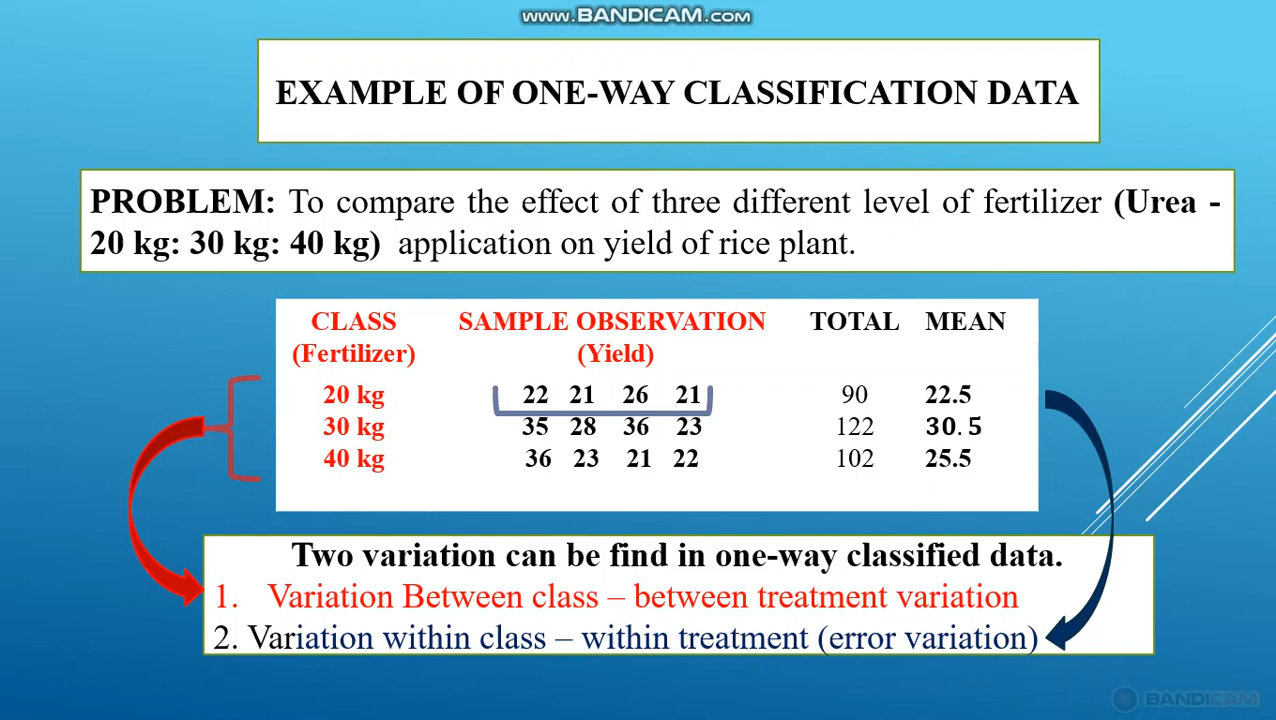 www.BANDICAM.com
EXAMPLE OF ONE-WAY CLASSIFICATION DATA
PROBLEM: To compare the effect of three different level of fertilizer (Urea -
20 kg: 30 kg: 40 kg) application on yield of rice plant.
CLASS SAMPLE OBSERVATION TOTAL MEAN
(Fertilizer) (Yield)
20 kg 22 21 26 21 90 22.5
30 kg 35 28 36 23 122 30.5
40 kg 36 23 21 22 102 25.5
Two variation can be find in one-way classified data.
1. Variation Between class – between treatment variation
2. Variation within class – within treatment (error variation)
BANDICAM